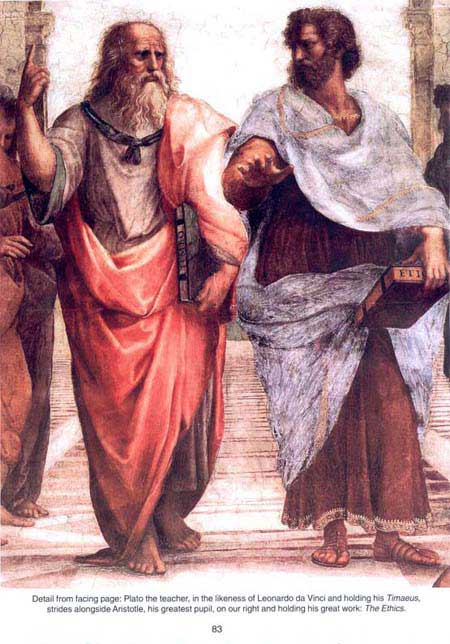 ETIC
Detail from facing page: Plato the teacher, in the likeness of Leonardo da Vinci and holding his Timaeus,
strides alongside Aristotle, his greatest pupil, on our right and holding his great work: The Ethics.
83